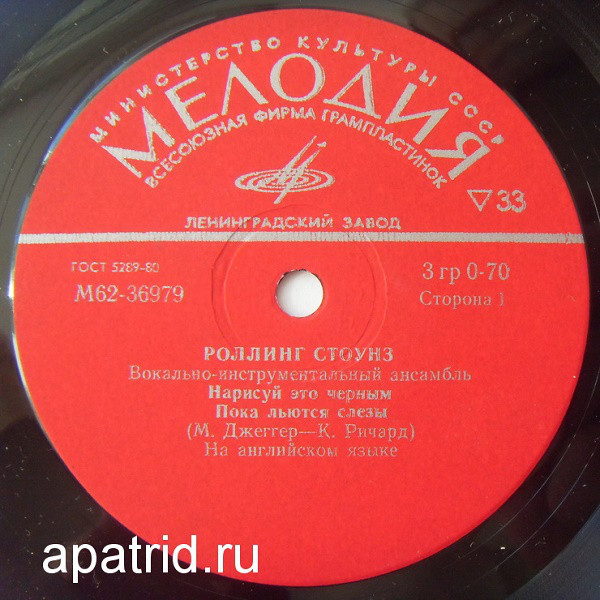 МИНИСТЕРСТВО КУЛЬТУРЫ СССР
МЕЛОДИЯ
ВСЕСОЮЗНАЯ ФИРМА ГРАМПЛАСТИНОК
▽33
ЛЕНИНГРАДСКИЙ ЗАВОД
ГОСТ 5289-80
3 гр 0-70
М62-36979
Сторона 1
РОЛЛИНГ СТОУНЗ
Вокально-инструментальный ансамбль
Нарисуй это черным
Пока льются слезы
(М. Джеггер—К. Ричард)
На английском языке
apatrid.ru